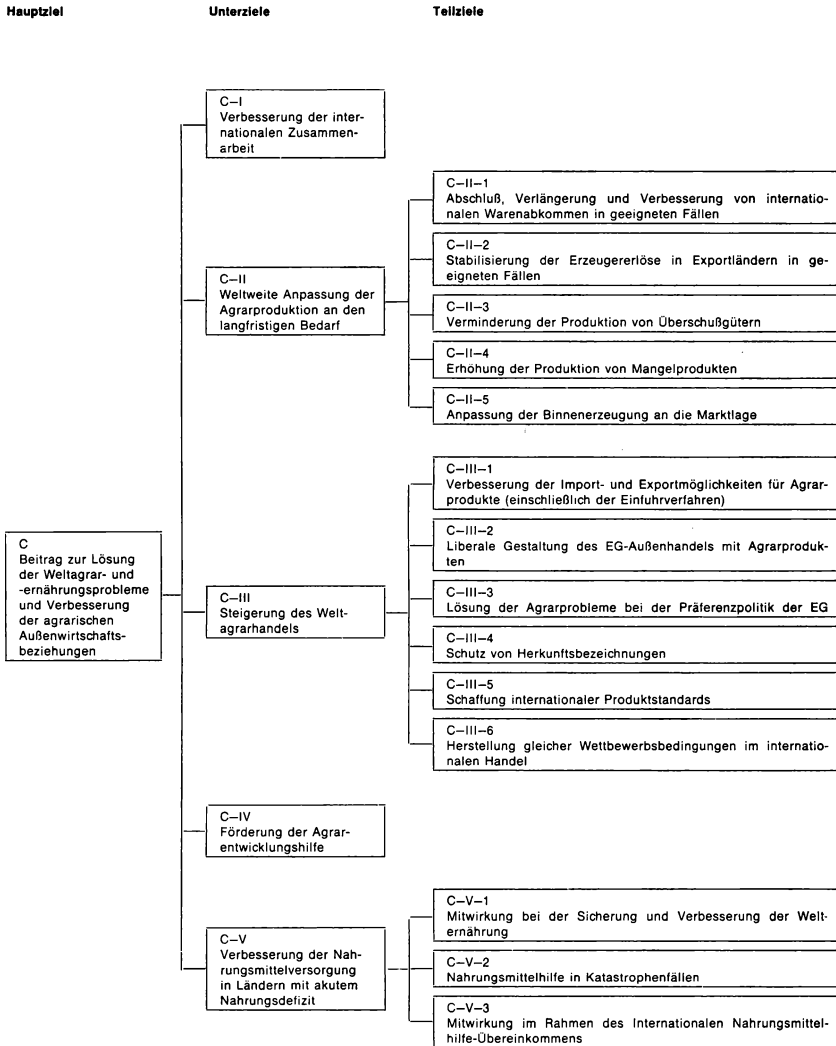 Hauptziel Unterziele Teilziele
C–I
Verbesserung der inter-
nationalen Zusammen-
arbeit
C–II–1
Abschluß, Verlängerung und Verbesserung von internatio-
nalen Warenabkommen in geeigneten Fällen
C–II–2
Stabilisierung der Erzeugererlöse in Exportländern in ge-
eigneten Fällen
C–II
Weltweite Anpassung der
Agrarproduktion an den
langfristigen Bedarf
C–II–3
Verminderung der Produktion von Überschußgütern
C–II–4
Erhöhung der Produktion von Mangelprodukten
C–II–5
Anpassung der Binnenerzeugung an die Marktlage
C–III–1
Verbesserung der Import- und Exportmöglichkeiten für Agrar-
produkte (einschließlich der Einfuhrverfahren)
C
Beitrag zur Lösung
der Weltagrar- und
-ernährungsprobleme
und Verbesserung
der agrarischen
Außenwirtschafts-
beziehungen
C–III–2
Liberale Gestaltung des EG-Außenhandels mit Agrarproduk-
ten
C–III
Steigerung des Welt-
agrarhandels
C–III–3
Lösung der Agrarprobleme bei der Präferenzpolitik der EG
C–III–4
Schutz von Herkunftsbezeichnungen
C–III–5
Schaffung internationaler Produktstandards
C–III–6
Herstellung gleicher Wettbewerbsbedingungen im internatio-
nalen Handel
C–IV
Förderung der Agrar-
entwicklungshilfe
C–V–1
Mitwirkung bei der Sicherung und Verbesserung der Welt-
ernährung
C–V
Verbesserung der Nah-
rungsmittelversorgung
in Ländern mit akutem
Nahrungsdefizit
C–V–2
Nahrungsmittelhilfe in Katastrophenfällen
C–V–3
Mitwirkung im Rahmen des Internationalen Nahrungsmittel-
hilfe-Übereinkommens